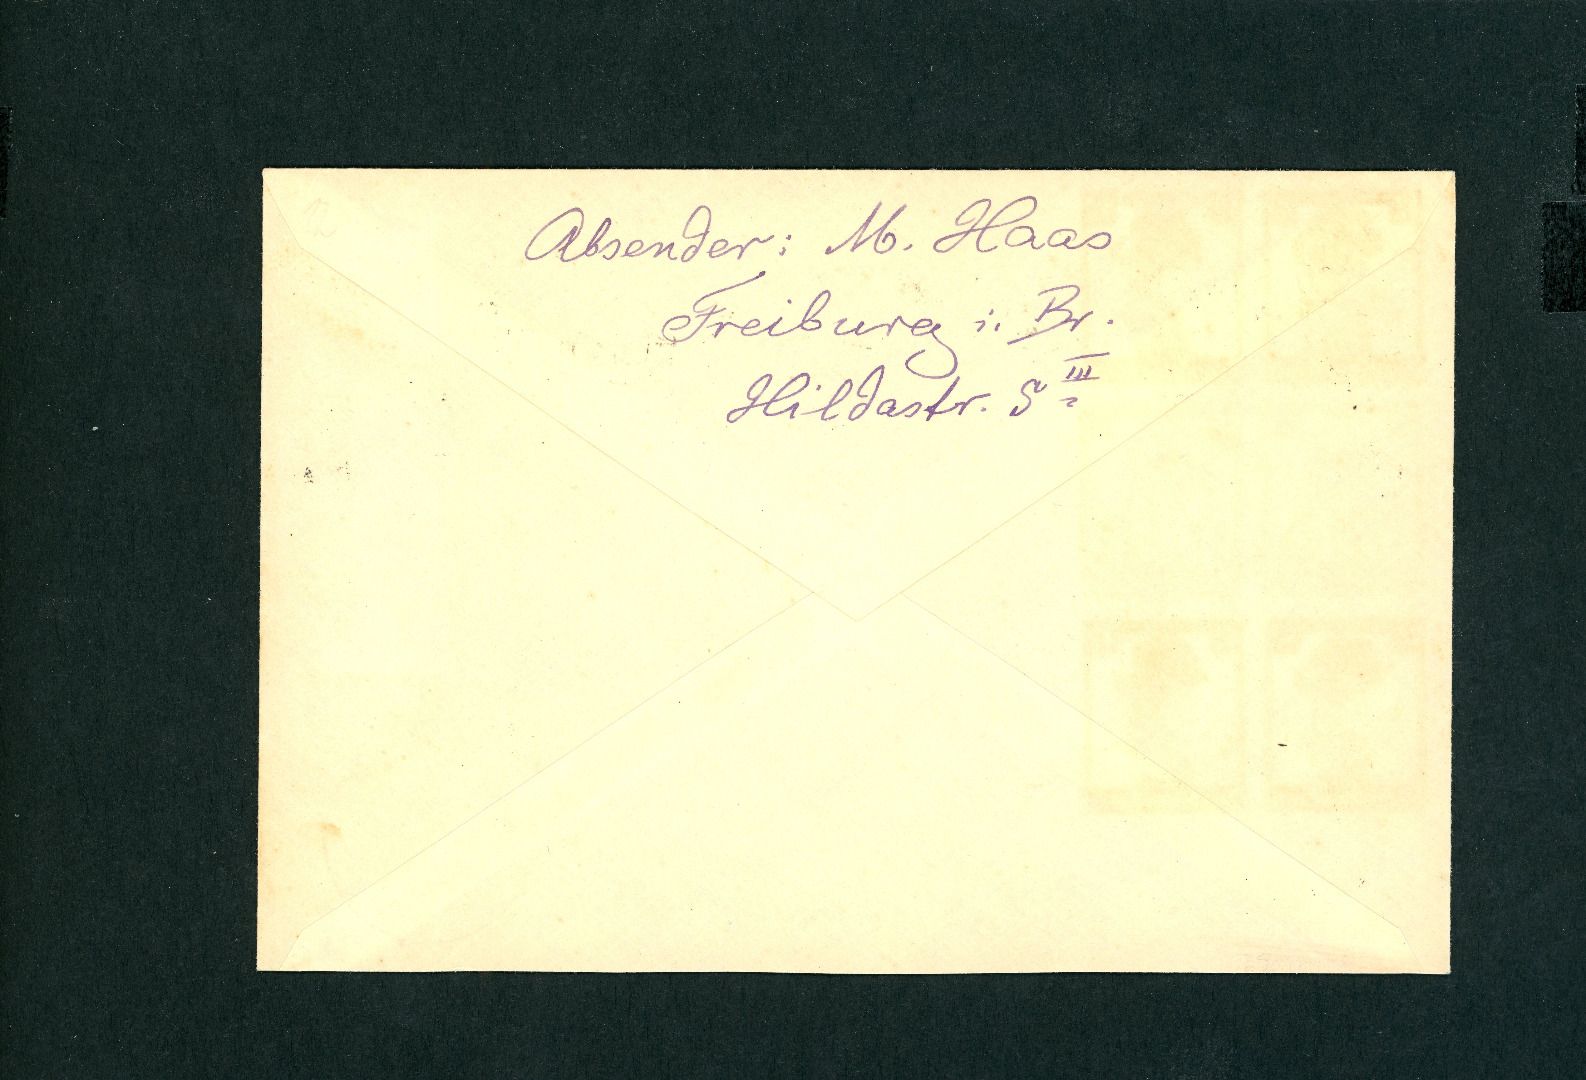 Absender: M. Haas
Freiburg i. Br.
Hildastr. 5 III